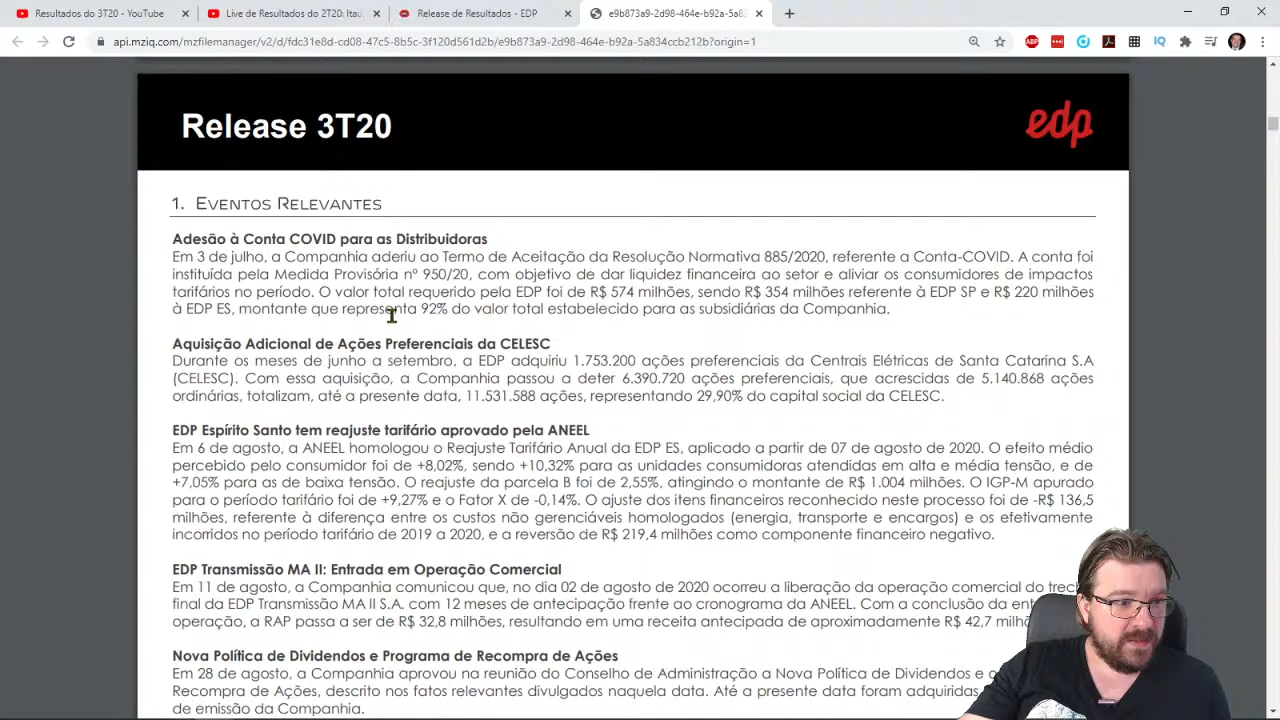 Resultados do 3T20 - YouTube
Live de Resultados do 2T20: Itaú
Release de Resultados - EDP
e9b873a9-2d98-464e-b92a-5a83
api.mziq.com/mzfilemanager/v2/d/fdc31e8d-cd08-47c5-8b5c-3f120d561d2b/e9b873a9-2d98-464e-b92a-5a834ccb212b?origin=1
ABP
IQ
Release 3T20
edp
1. EVENTOS RELEVANTES
Adesão à Conta COVID para as Distribuidoras
Em 3 de julho, a Companhia aderiu ao Termo de Aceitação da Resolução Normativa 885/2020, referente a Conta-COVID. A conta foi
instituída pela Medida Provisória nº 950/20, com objetivo de dar liquidez financeira ao setor e aliviar os consumidores de impactos
tarifários no período. O valor total requerido pela EDP foi de R$ 574 milhões, sendo R$ 354 milhões referente à EDP SP e R$ 220 milhões
à EDP ES, montante que representa 92% do valor total estabelecido para as subsidiárias da Companhia.
Aquisição Adicional de Ações Preferenciais da CELESC
Durante os meses de junho a setembro, a EDP adquiriu 1.753.200 ações preferenciais da Centrais Elétricas de Santa Catarina S.A
(CELESC). Com essa aquisição, a Companhia passou a deter 6.390.720 ações preferenciais, que acrescidas de 5.140.868 ações
ordinárias, totalizam, até a presente data, 11.531.588 ações, representando 29,90% do capital social da CELESC.
EDP Espírito Santo tem reajuste tarifário aprovado pela ANEEL
Em 6 de agosto, a ANEEL homologou o Reajuste Tarifário Anual da EDP ES, aplicado a partir de 07 de agosto de 2020. O efeito médio
percebido pelo consumidor foi de +8,02%, sendo +10,32% para as unidades consumidoras atendidas em alta e média tensão, e de
+7,05% para as de baixa tensão. O reajuste da parcela B foi de 2,55%, atingindo o montante de R$ 1.004 milhões. O IGP-M apurado
para o período tarifário foi de +9,27% e o Fator X de -0,14%. O ajuste dos itens financeiros reconhecido neste processo foi de -R$ 136,5
milhões, referente à diferença entre os custos não gerenciáveis homologados (energia, transporte e encargos) e os efetivamente
incorridos no período tarifário de 2019 a 2020, e a reversão de R$ 219,4 milhões como componente financeiro negativo.
EDP Transmissão MA II: Entrada em Operação Comercial
Em 11 de agosto, a Companhia comunicou que, no dia 02 de agosto de 2020 ocorreu a liberação da operação comercial do trech
final da EDP Transmissão MA II S.A. com 12 meses de antecipação frente ao cronograma da ANEEL. Com a conclusão da ent
operação, a RAP passa a ser de R$ 32,8 milhões, resultando em uma receita antecipada de aproximadamente R$ 42,7 milhõ
Nova Política de Dividendos e Programa de Recompra de Ações
Em 28 de agosto, a Companhia aprovou na reunião do Conselho de Administração a Nova Política de Dividendos e o
Recompra de Ações, descrito nos fatos relevantes divulgados naquela data. Até a presente data foram adquiridas
de emissão da Companhia.